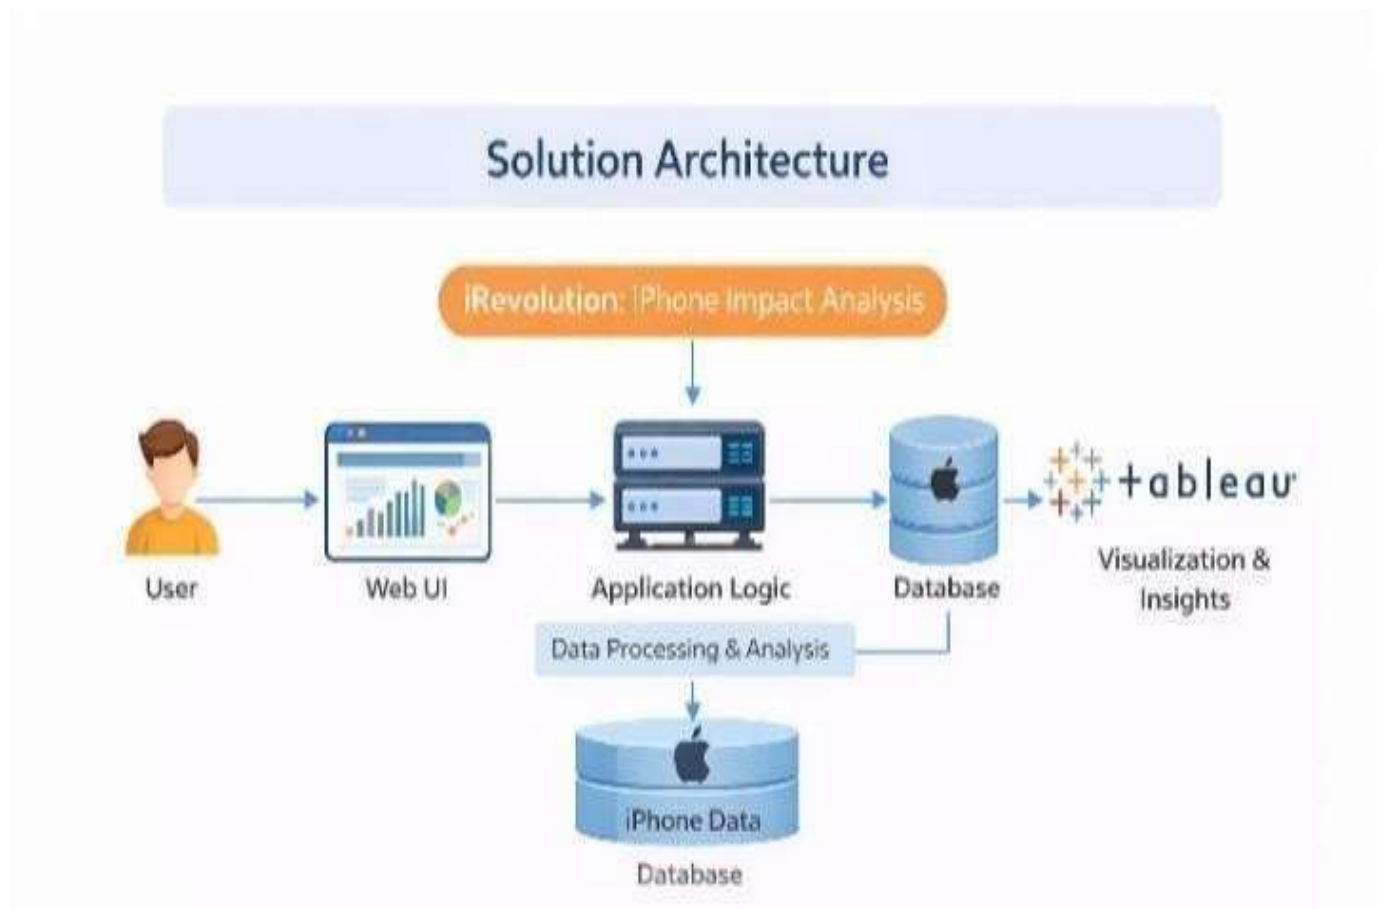 Solution Architecture
iRevolution: iPhone Impact Analysis
tableau
User
Web UI
Application Logic
Database
Visualization &
Insights
Data Processing & Analysis
iPhone Data
Database